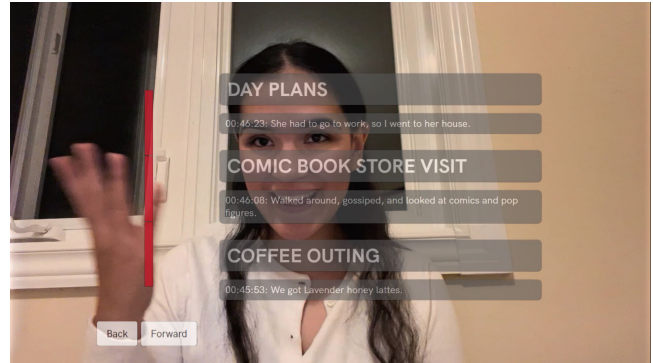 DAY PLANS
00:46:23: She had to go to work, so I went to her house.
COMIC BOOK STORE VISIT
00:46:08: Walked around, gossiped, and looked at comics and pop
figures.
COFFEE OUTING
00:45:53: We got Lavender honey lattes.
Back Forward